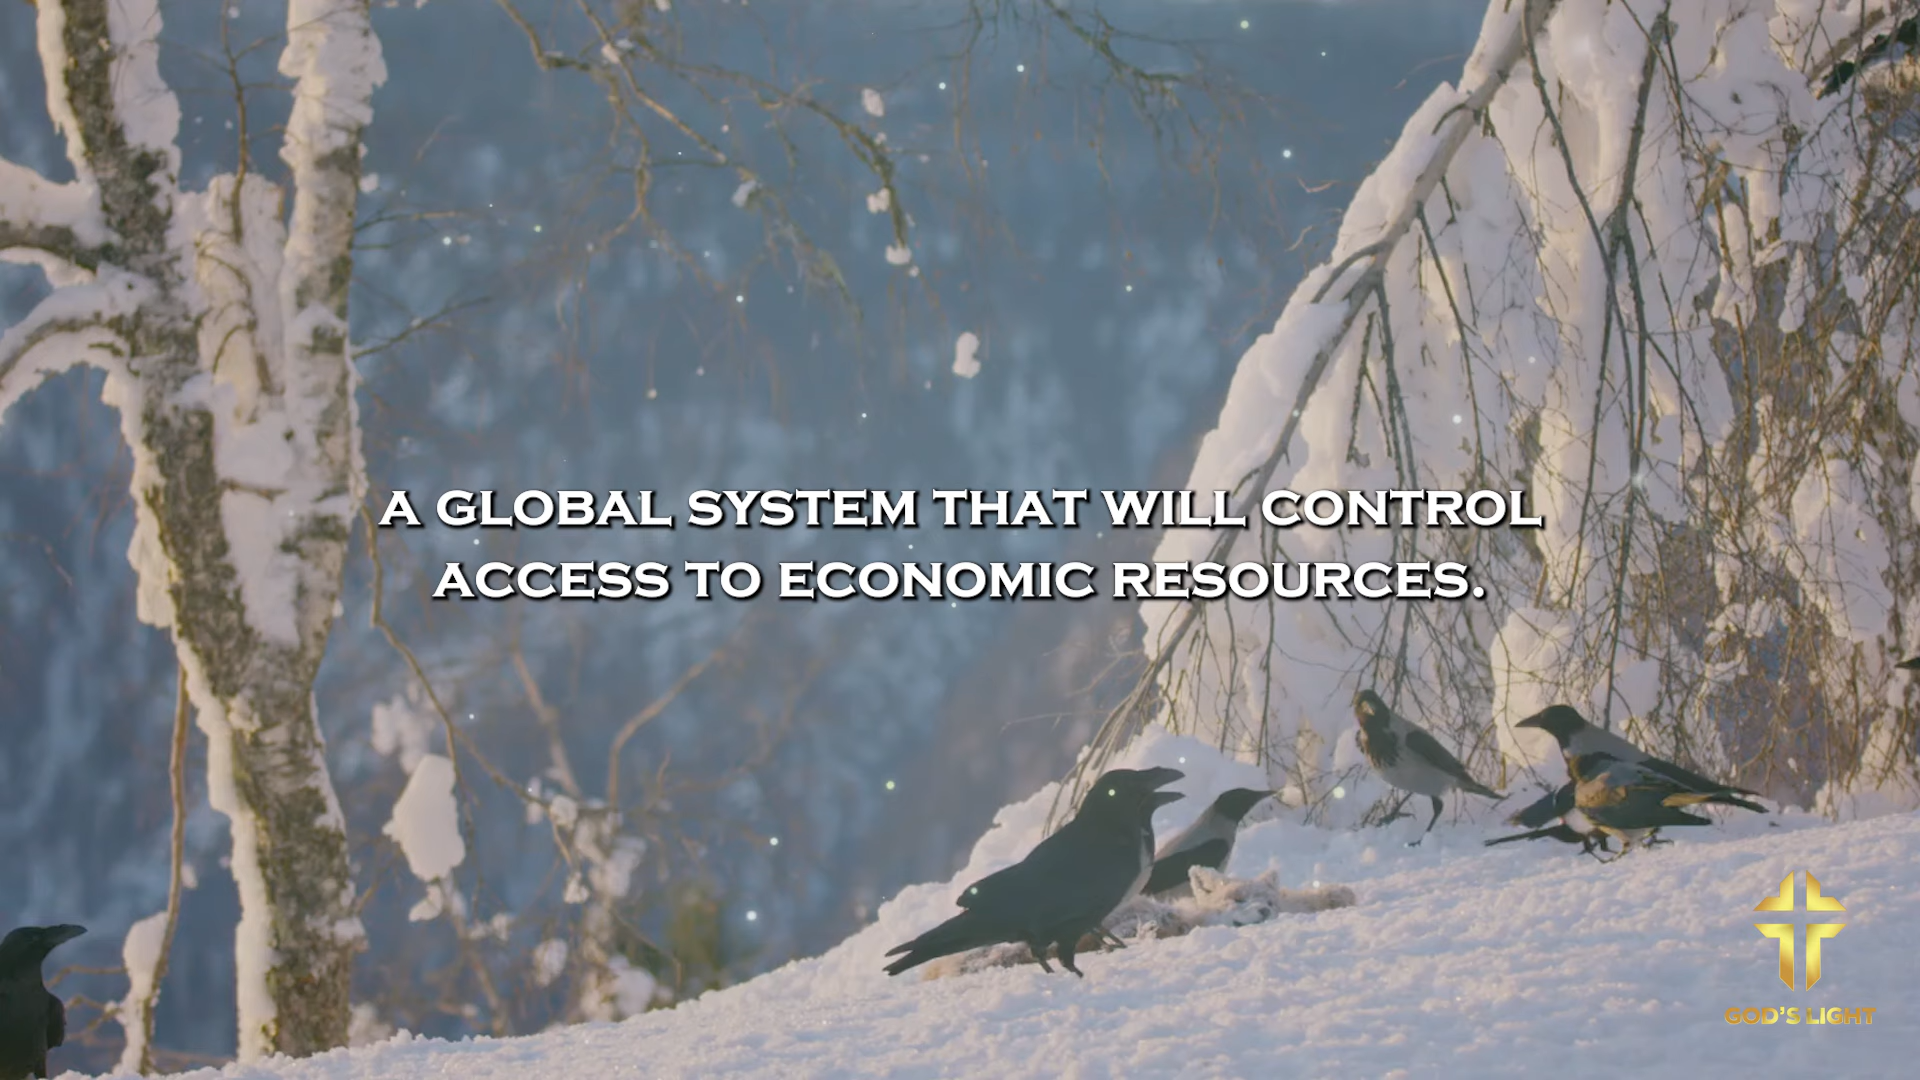 A GLOBAL SYSTEM THAT WILL CONTROL
ACCESS TO ECONOMIC RESOURCES.
GOD'S LIGHT